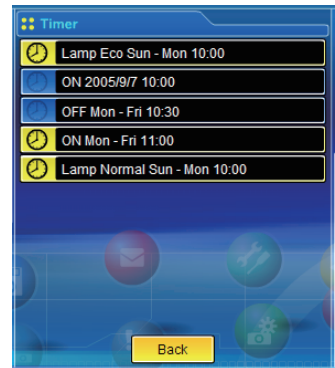 Timer
Lamp Eco Sun - Mon 10:00
ON 2005/9/7 10:00
OFF Mon - Fri 10:30
ON Mon - Fri 11:00
Lamp Normal Sun - Mon 10:00
Back